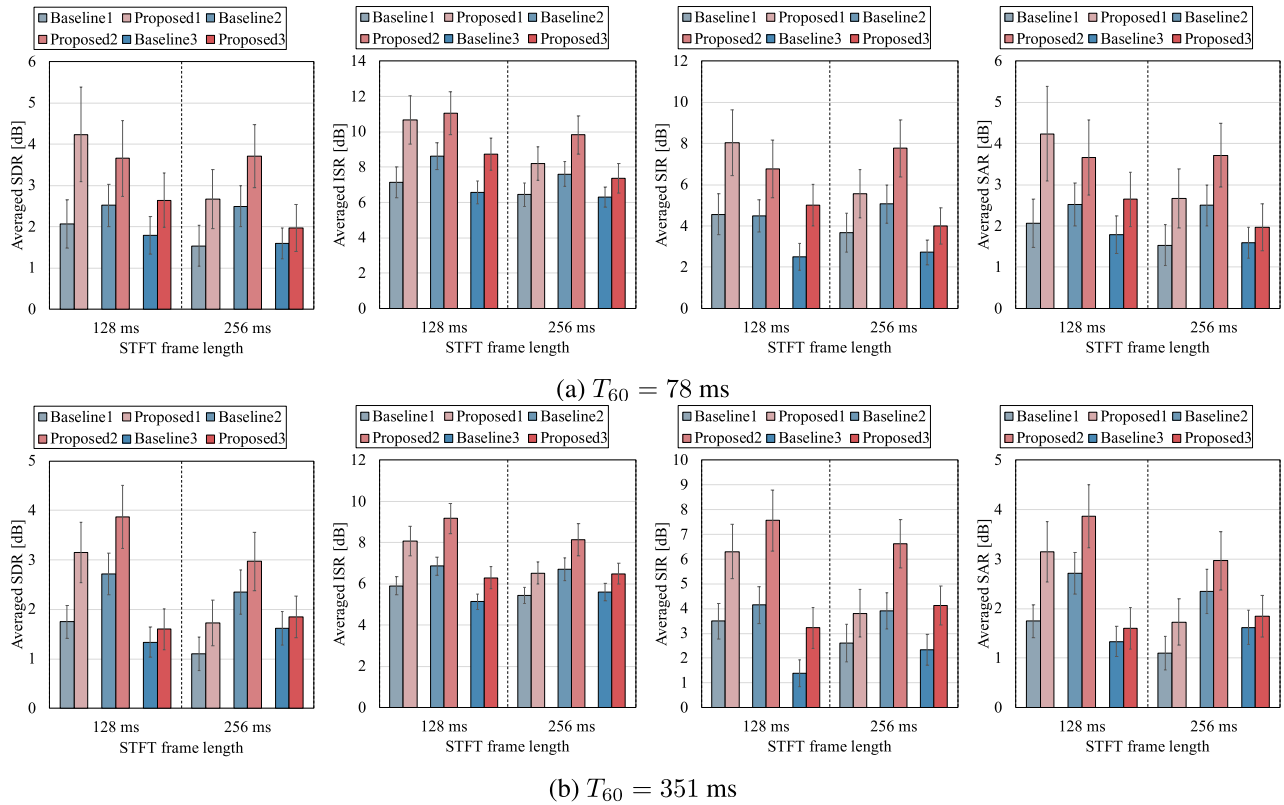 Baseline1 Proposed1 Baseline2
Proposed2 Baseline3 Proposed3
Averaged SDR [dB]
6
5
4
3
2
1
0
128 ms 256 ms
STFT frame length
Baseline1 Proposed1 Baseline2
Proposed2 Baseline3 Proposed3
Averaged ISR [dB]
14
12
10
8
6
4
2
0
128 ms 256 ms
STFT frame length
Baseline1 Proposed1 Baseline2
Proposed2 Baseline3 Proposed3
Averaged SIR [dB]
12
10
8
6
4
2
0
128 ms 256 ms
STFT frame length
Baseline1 Proposed1 Baseline2
Proposed2 Baseline3 Proposed3
Averaged SAR [dB]
6
5
4
3
2
1
0
128 ms 256 ms
STFT frame length
(a) T60 = 78 ms
Baseline1 Proposed1 Baseline2
Proposed2 Baseline3 Proposed3
Averaged SDR [dB]
5
4
3
2
1
0
128 ms 256 ms
STFT frame length
Baseline1 Proposed1 Baseline2
Proposed2 Baseline3 Proposed3
Averaged ISR [dB]
12
10
8
6
4
2
0
128 ms 256 ms
STFT frame length
Baseline1 Proposed1 Baseline2
Proposed2 Baseline3 Proposed3
Averaged SIR [dB]
10
9
8
7
6
5
4
3
2
1
0
128 ms 256 ms
STFT frame length
Baseline1 Proposed1 Baseline2
Proposed2 Baseline3 Proposed3
Averaged SAR [dB]
5
4
3
2
1
0
128 ms 256 ms
STFT frame length
(b) T60 = 351 ms